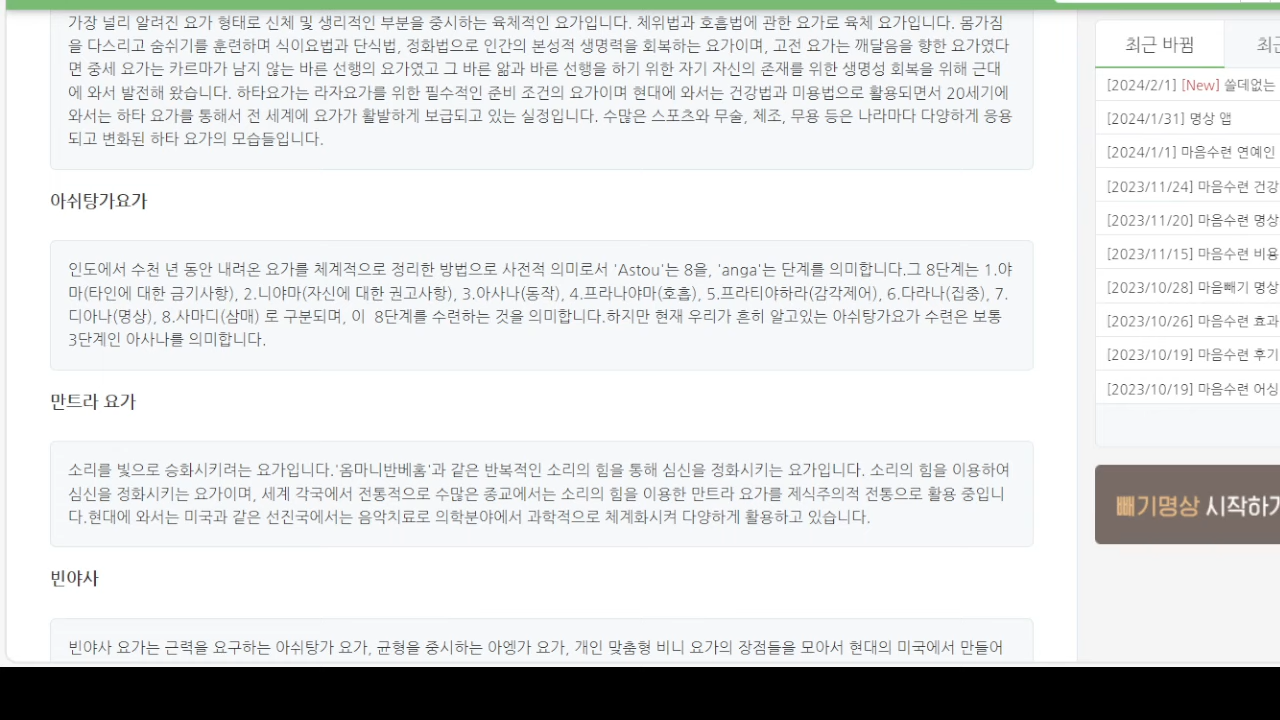 가장 널리 알려진 요가 형태로 신체 및 생리적인 부분을 중시하는 육체적인 요가입니다. 체위법과 호흡법에 관한 요가로 육체 요가입니다. 몸가짐
을 다스리고 숨쉬기를 훈련하며 식이요법과 단식법, 정화법으로 인간의 본성적 생명력을 회복하는 요가이며, 고전 요가는 깨달음을 향한 요가였다
면 중세 요가는 카르마가 남지 않는 바른 선행의 요가였고 그 바른 앎과 바른 선행을 하기 위한 자기 자신의 존재를 위한 생명성 회복을 위해 근대
에 와서 발전해 왔습니다. 하타요가는 라자요가를 위한 필수적인 준비 조건의 요가이며 현대에 와서는 건강법과 미용법으로 활용되면서 20세기에
와서는 하타 요가를 통해서 전 세계에 요가가 활발하게 보급되고 있는 실정입니다. 수많은 스포츠와 무술, 체조, 무용 등은 나라마다 다양하게 응용
되고 변화된 하타 요가의 모습들입니다.
아쉬탕가요가
인도에서 수천 년 동안 내려온 요가를 체계적으로 정리한 방법으로 사전적 의미로서 'Astou'는 8을, 'anga'는 단계를 의미합니다.그 8단계는 1.야
마(타인에 대한 금기사항), 2.니야마(자신에 대한 권고사항), 3.아사나(동작), 4.프라나야마(호흡), 5.프라티야하라(감각제어), 6.다라나(집중), 7.
디아나(명상), 8.사마디(삼매) 로 구분되며, 이 8단계를 수련하는 것을 의미합니다.하지만 현재 우리가 흔히 알고있는 아쉬탕가요가 수련은 보통
3단계인 아사나를 의미합니다.
만트라 요가
소리를 빛으로 승화시키려는 요가입니다.'옴마니반베훔'과 같은 반복적인 소리의 힘을 통해 심신을 정화시키는 요가입니다. 소리의 힘을 이용하여
심신을 정화시키는 요가이며, 세계 각국에서 전통적으로 수많은 종교에서는 소리의 힘을 이용한 만트라 요가를 제식주의적 전통으로 활용 중입니
다.현대에 와서는 미국과 같은 선진국에서는 음악치료로 의학분야에서 과학적으로 체계화시켜 다양하게 활용하고 있습니다.
빈야사
빈야사 요가는 근력을 요구하는 아쉬탕가 요가, 균형을 중시하는 아엥가 요가, 개인 맞춤형 비니 요가의 장점들을 모아서 현대의 미국에서 만들어
최근 바뀜
[2024/2/1] [New] 쓸데없는
[2024/1/31] 명상 앱
[2024/1/1] 마음수련 연예인
[2023/11/24] 마음수련 건강
[2023/11/20] 마음수련 명상
[2023/11/15] 마음수련 비용
[2023/10/28] 마음빼기 명상
[2023/10/26] 마음수련 효과
[2023/10/19] 마음수련 후기
[2023/10/19] 마음수련 어싱
빼기명상 시작하기